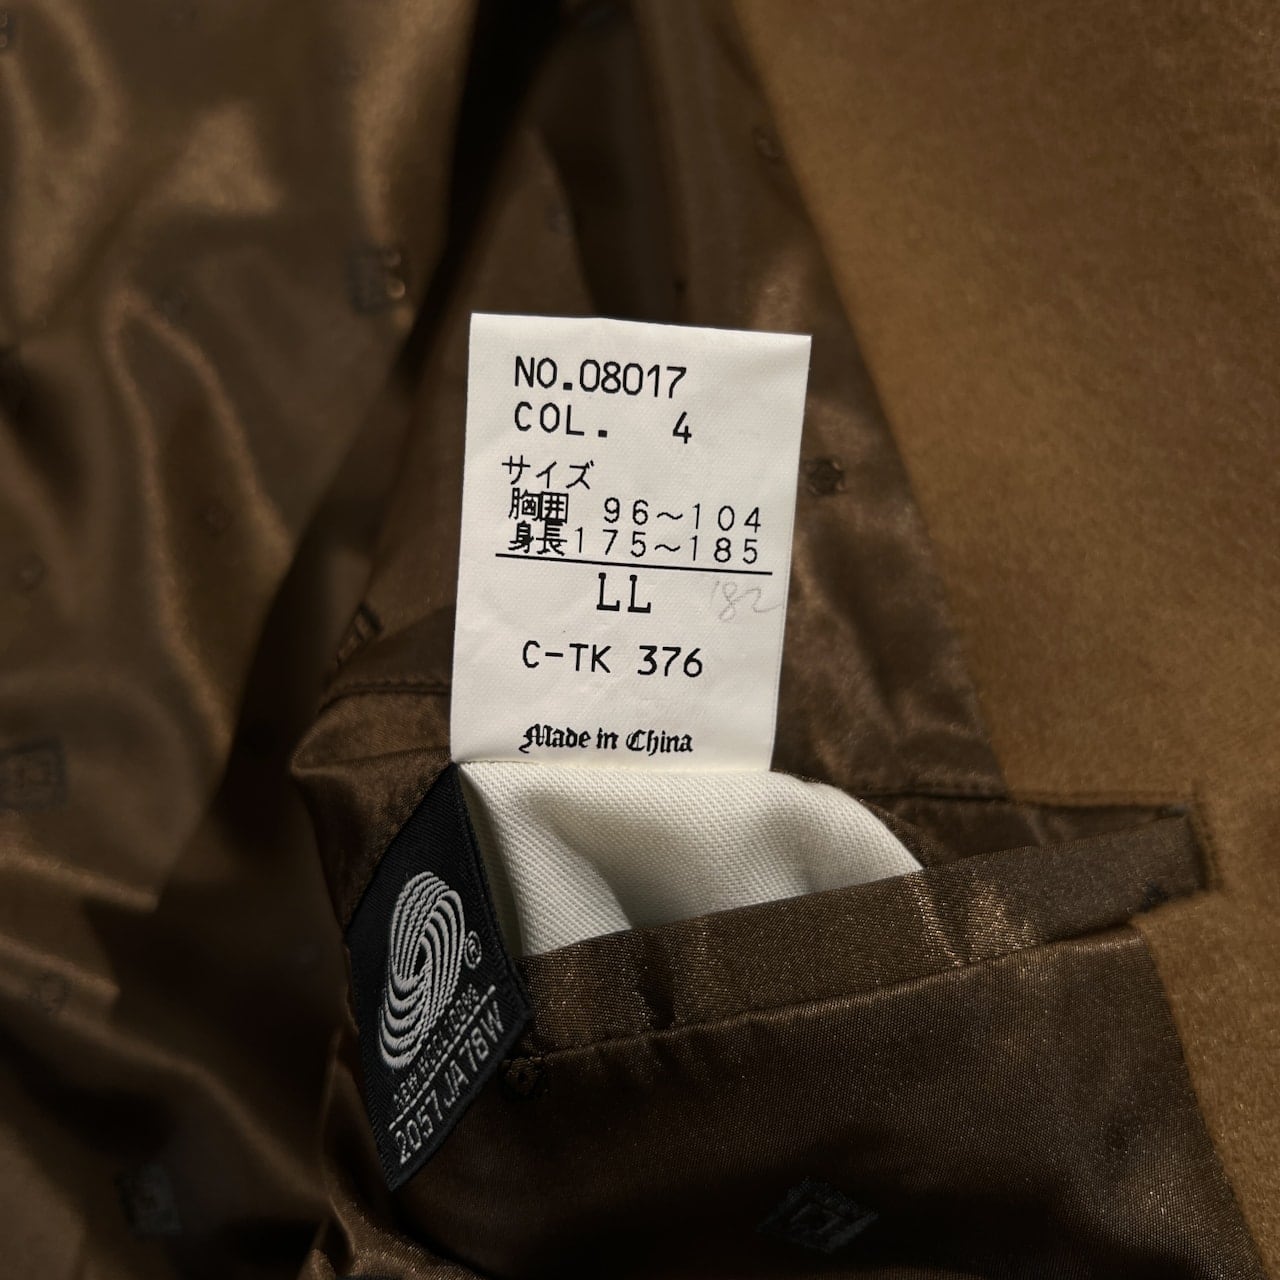 NO.08017
COL. 4
サイズ
胸囲 96~104
身長175~185
LL '82
C-TK 376
Made in China
®
2057JA78W